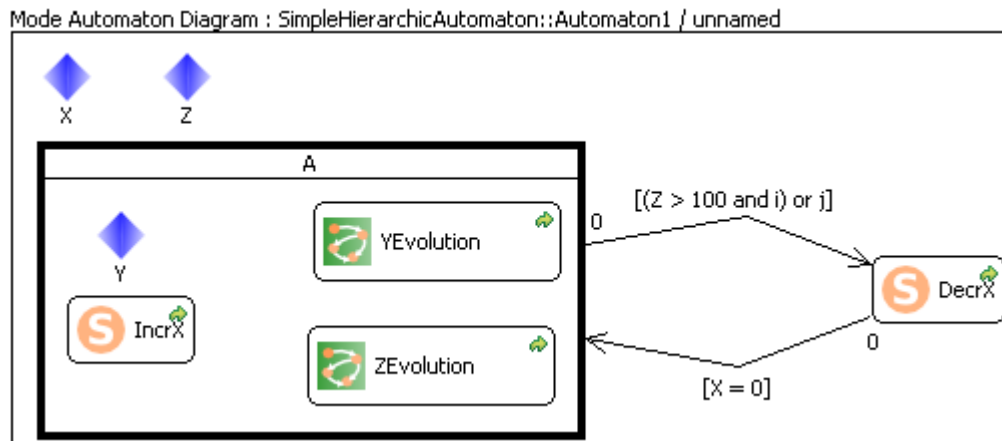 Mode Automaton Diagram : SimpleHierarchicAutomaton::Automaton1 / unnamed
X
Z
A
[(Z > 100 and i) or j]
0
YEvolution
Y
S DecrX
S IncrX
0
ZEvolution
[X = 0]